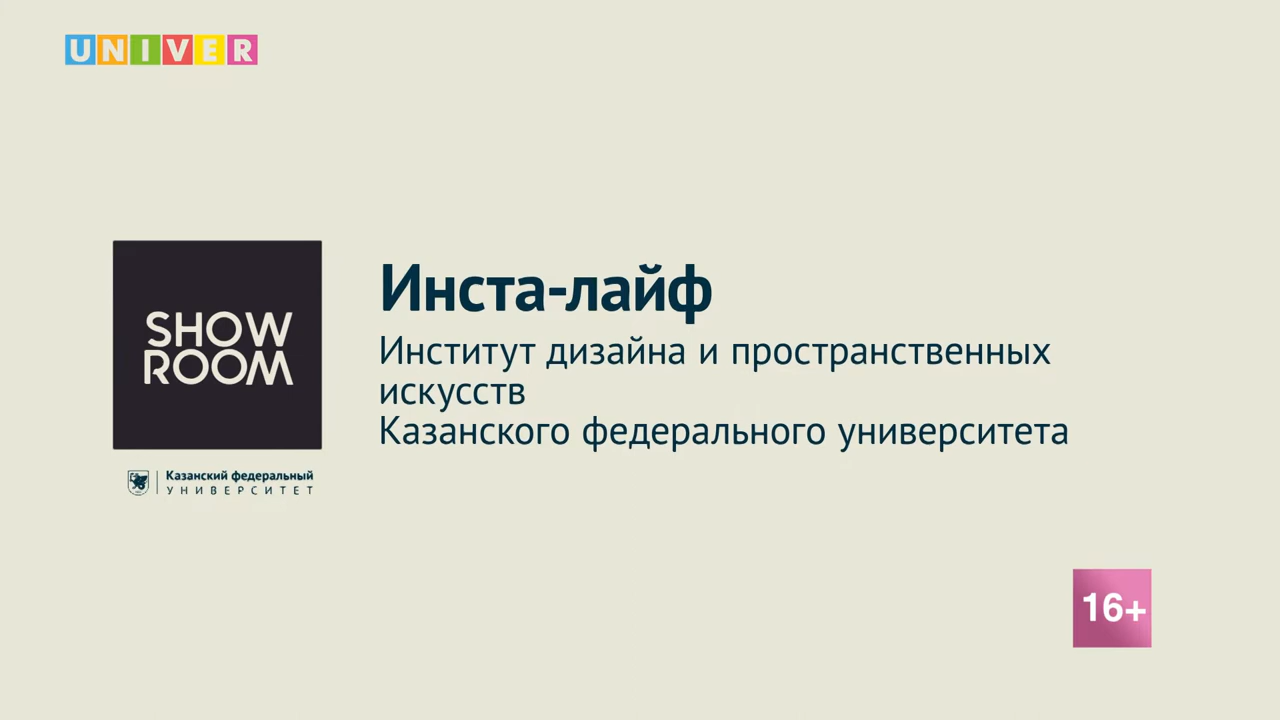 UNIVER
SHOW
ROOM
Казанский федеральный
УНИВЕРСИТЕТ
Инста-лайф
Институт дизайна и пространственных
искусств
Казанского федерального университета
16+